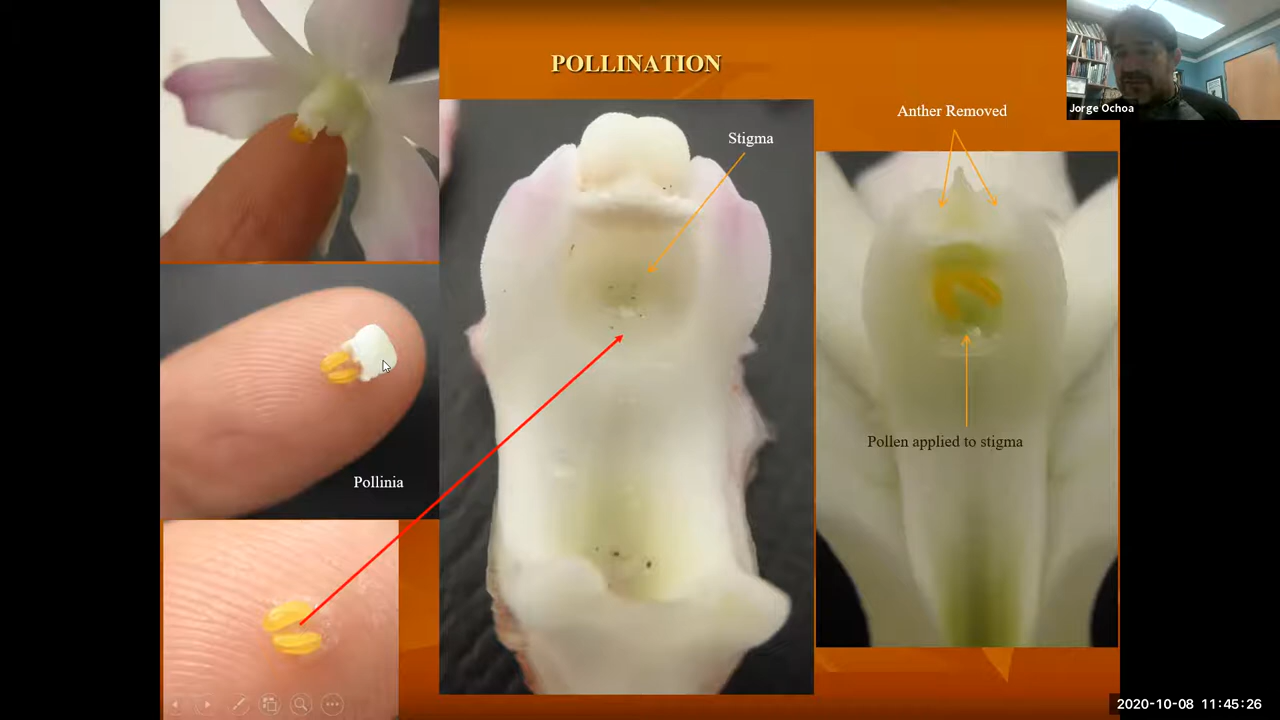 POLLINATION
Jorge Ochoa
Anther Removed
Stigma
Pollen applied to stigma
Pollinia
2020-10-08 11:45:26